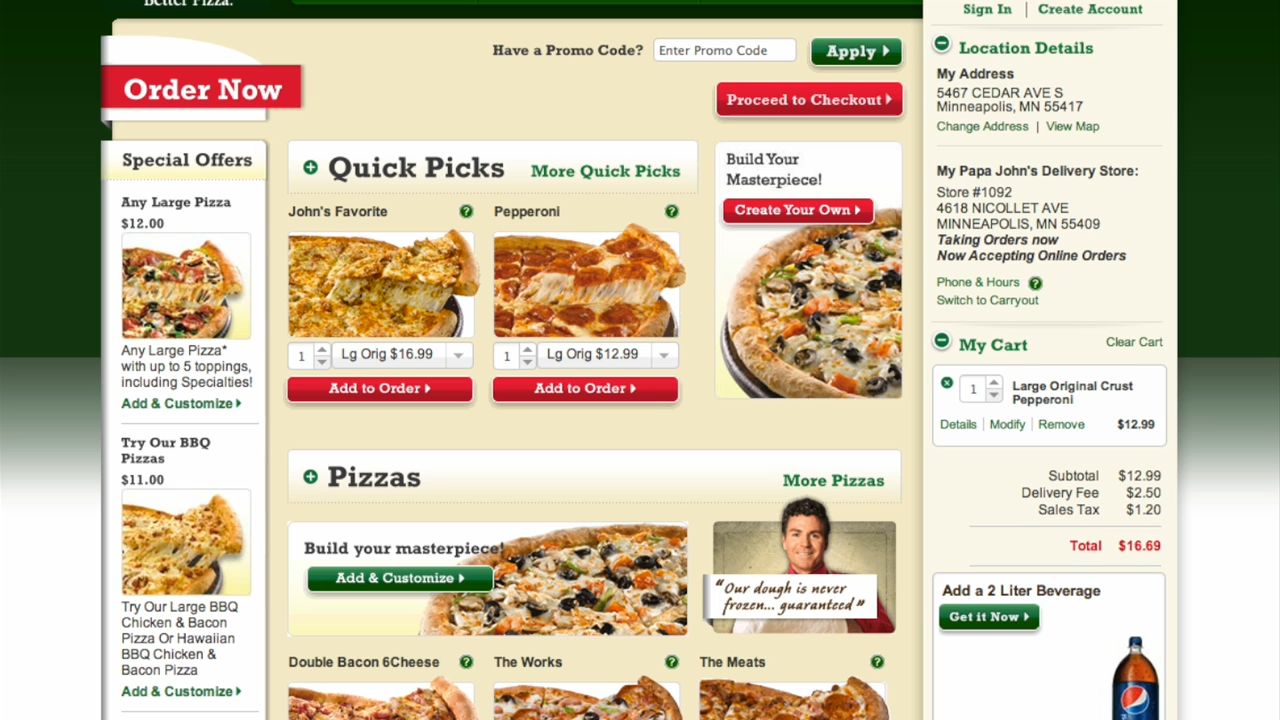 Better Pizza.
Sign In | Create Account
Have a Promo Code? Enter Promo Code Apply
Order Now
Proceed to Checkout
Special Offers
Any Large Pizza
$12.00
Any Large Pizza*
with up to 5 toppings,
including Specialties!
Add & Customize
Try Our BBQ
Pizzas
$11.00
Try Our Large BBQ
Chicken & Bacon
Pizza Or Hawaiian
BBQ Chicken &
Bacon Pizza
Add & Customize
Quick Picks More Quick Picks
John's Favorite
1 Lg Orig $16.99
Add to Order
Pepperoni
1 Lg Orig $12.99
Add to Order
Build Your
Masterpiece!
Create Your Own
Pizzas More Pizzas
Build your masterpiece!
Add & Customize
"Our dough is never
frozen... guaranteed"
Double Bacon 6Cheese
The Works
The Meats
Location Details
My Address
5467 CEDAR AVE S
Minneapolis, MN 55417
Change Address | View Map
My Papa John's Delivery Store:
Store #1092
4618 NICOLLET AVE
MINNEAPOLIS, MN 55409
Taking Orders now
Now Accepting Online Orders
Phone & Hours
Switch to Carryout
My Cart Clear Cart
1 Large Original Crust
Pepperoni
Details | Modify | Remove $12.99
Subtotal $12.99
Delivery Fee $2.50
Sales Tax $1.20
Total $16.69
Add a 2 Liter Beverage
Get it Now